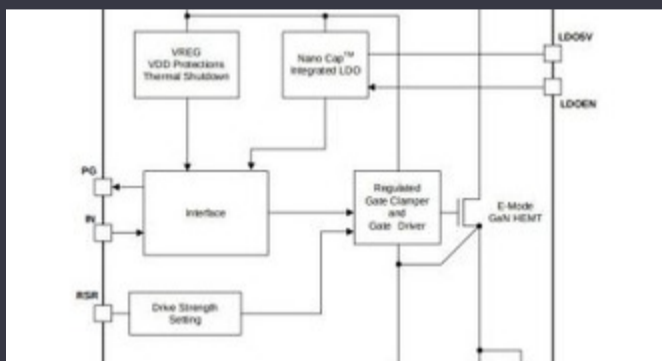 VREG
VDD Protections
Thermal Shutdown
Nano Cap™
Integrated LDO
LDO5V
LDOEN
PG
IN
Interface
Regulated
Gate Clamper
and
Gate Driver
E-Mode
GaN HEMT
RSR
Drive Strength
Setting